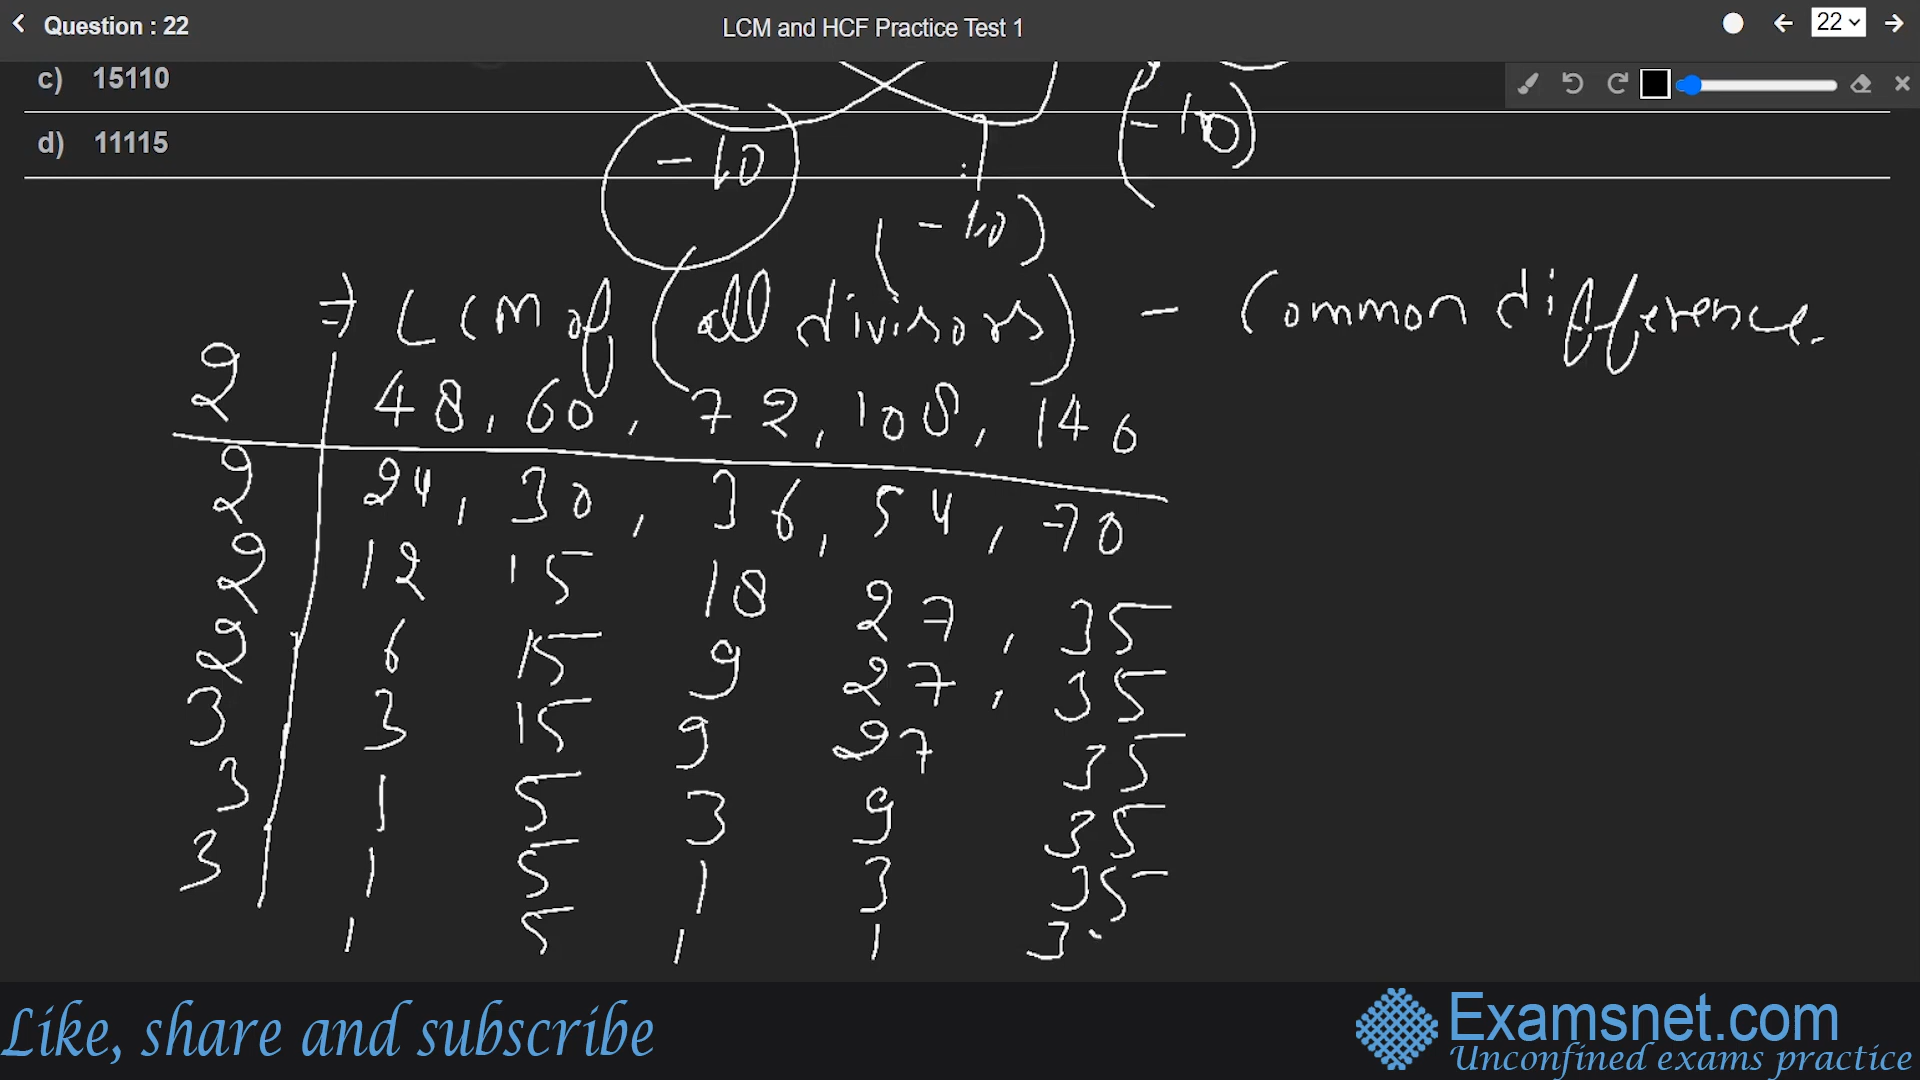 Question : 22
LCM and HCF Practice Test 1
22
c) 15110
d) 11115
- 10
(- 10)
(- 10)
⇒ LCM of (all divisors) - Common difference.
2 | 48, 60, 72, 108, 140
2 | 24, 30, 36, 54, 70
2 | 12 15 18 27, 35
2 | 6 15 9 27, 35
3 | 3 15 9 27 35
3 | 1 5 3 9 35
3 | 1 5 1 3 35
1 5 1 1 3
Like, share and subscribe
Examsnet.com
Unconfined exams practice